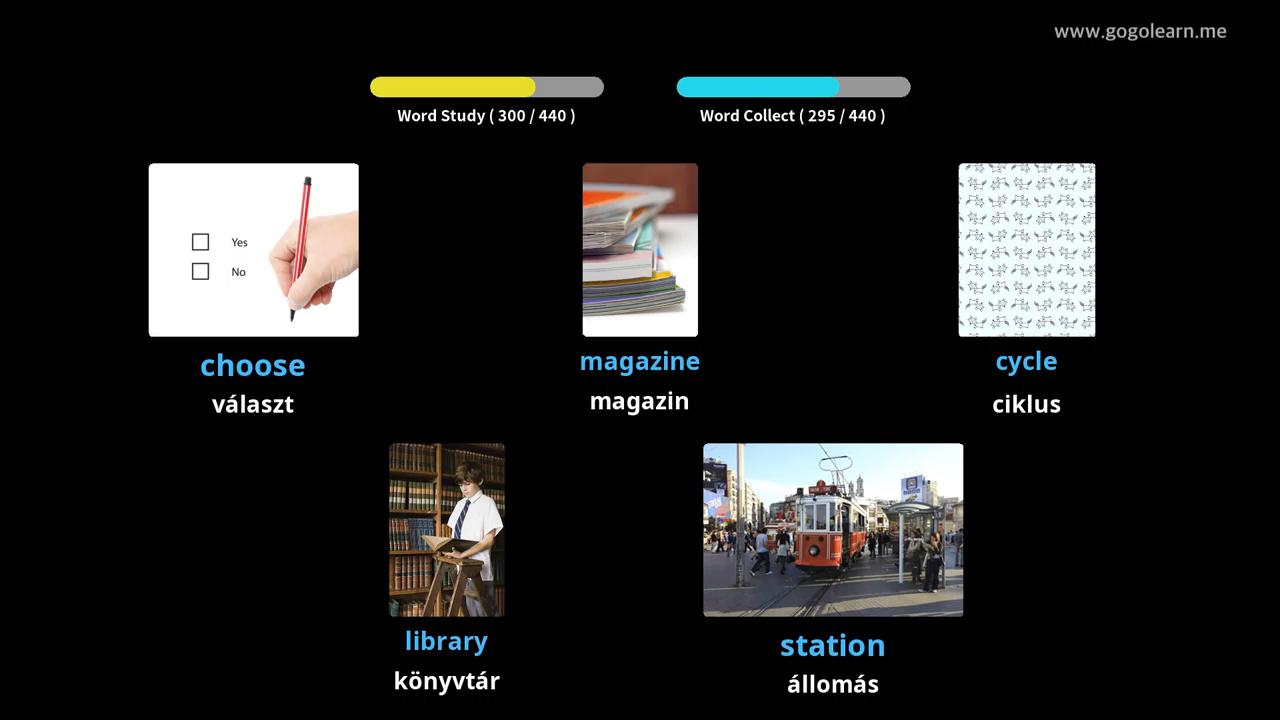 www.gogolearn.me
Word Study ( 300 / 440 )
Word Collect ( 295 / 440 )
Yes
No
choose
választ
magazine
magazin
cycle
ciklus
library
könyvtár
station
állomás